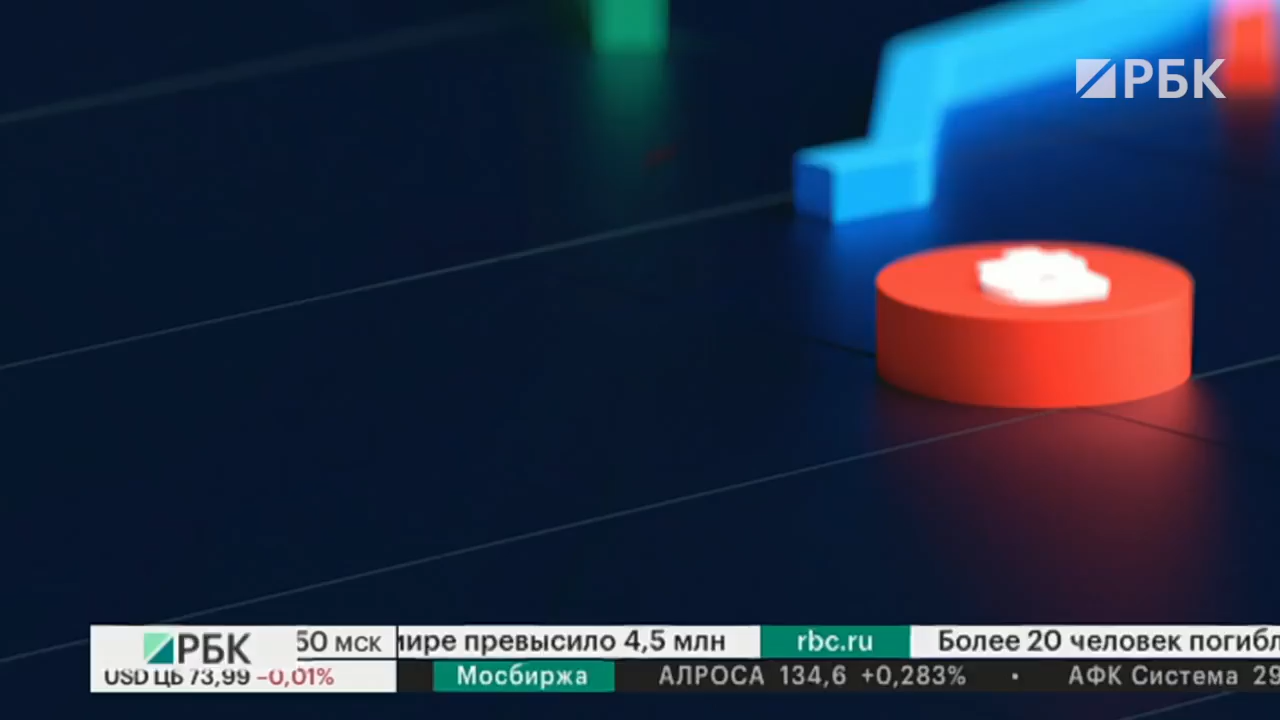 РБК
РБК 50 мск мире превысило 4,5 млн rbc.ru Более 20 человек погибл
USD ЦБ 73,99 –0,01% Мосбиржа АЛРОСА 134,6 +0,283% · АФК Система 29